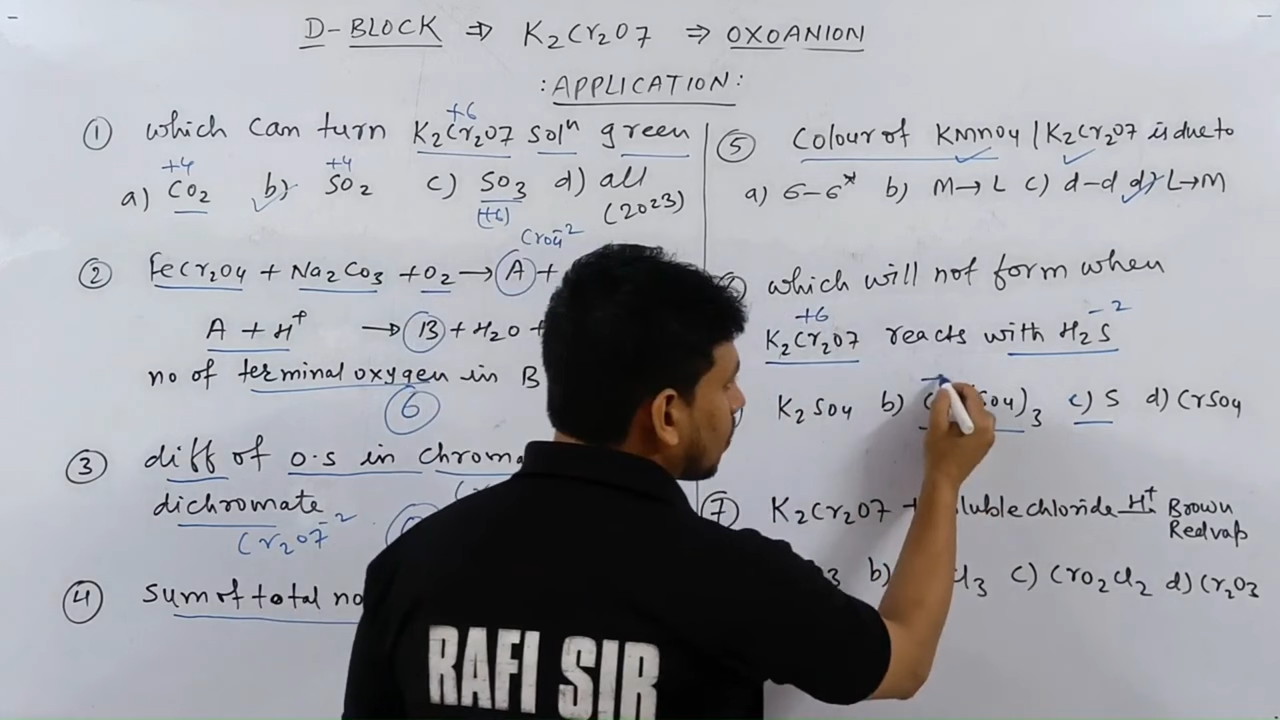 D-BLOCK ⇒ K2Cr2O7 ⇒ OXOANION
: APPLICATION :
① which can turn K2Cr2O7 solⁿ green
+6
+4 +4
a) CO2 b) SO2 c) SO3 d) all
(+6) (2023)
CrO4⁻²
② FeCr2O4 + Na2CO3 + O2 → A +
A + H⁺ → B + H2O +
no of terminal oxygen in B
6
③ diff of O.S in
dichromate
Cr2O7⁻²
④ Sum of total
⑤ Colour of KMnO4 / K2Cr2O7 is due to
a) б-б* b) M→L c) d-d d) L→M
which will not form when
+6 -2
K2Cr2O7 reacts with H2S
K2SO4 b) SO4)3 c) S d) CrSO4
⑦ K2Cr2O7 + chloride H⁺ Brown
Red vap
b) c) CrO2Cl2 d) Cr2O3
RAFI SIR